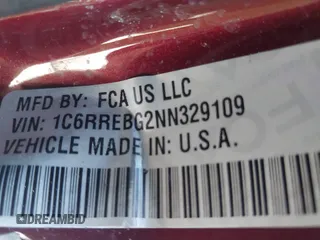 MFD BY: FCA US LLC
VIN: 1C6RREBG2NN329109
VEHICLE MADE IN: U.S.A.
DREAMBID